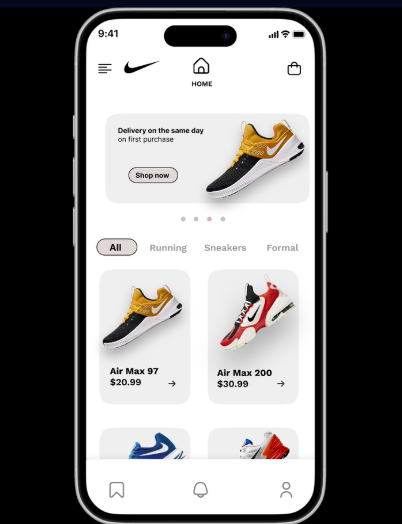 9:41
HOME
Delivery on the same day
on first purchase
Shop now
All Running Sneakers Formal
Air Max 97
$20.99
Air Max 200
$30.99